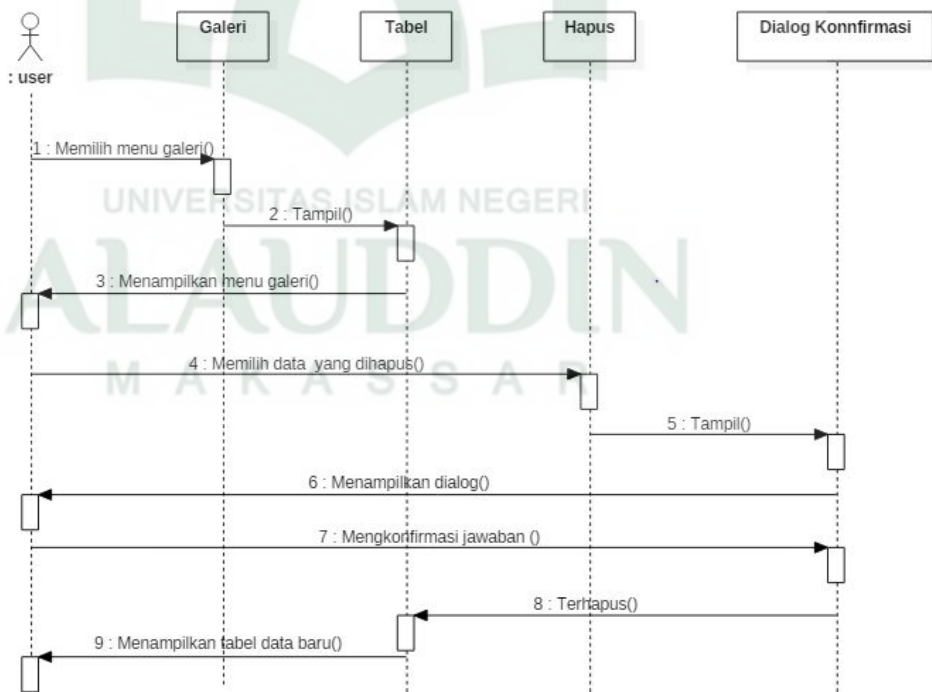 Galeri
Tabel
Hapus
Dialog Konnfirmasi
: user
1 : Memilih menu galeri()
UNIVERSITAS ISLAM NEGERI
2 : Tampil()
ALAUDDIN
3 : Menampilkan menu galeri()
4 : Memilih data yang dihapus()
MAKASSAR
5 : Tampil()
6 : Menampilkan dialog()
7 : Mengkonfirmasi jawaban ()
8 : Terhapus()
9 : Menampilkan tabel data baru()